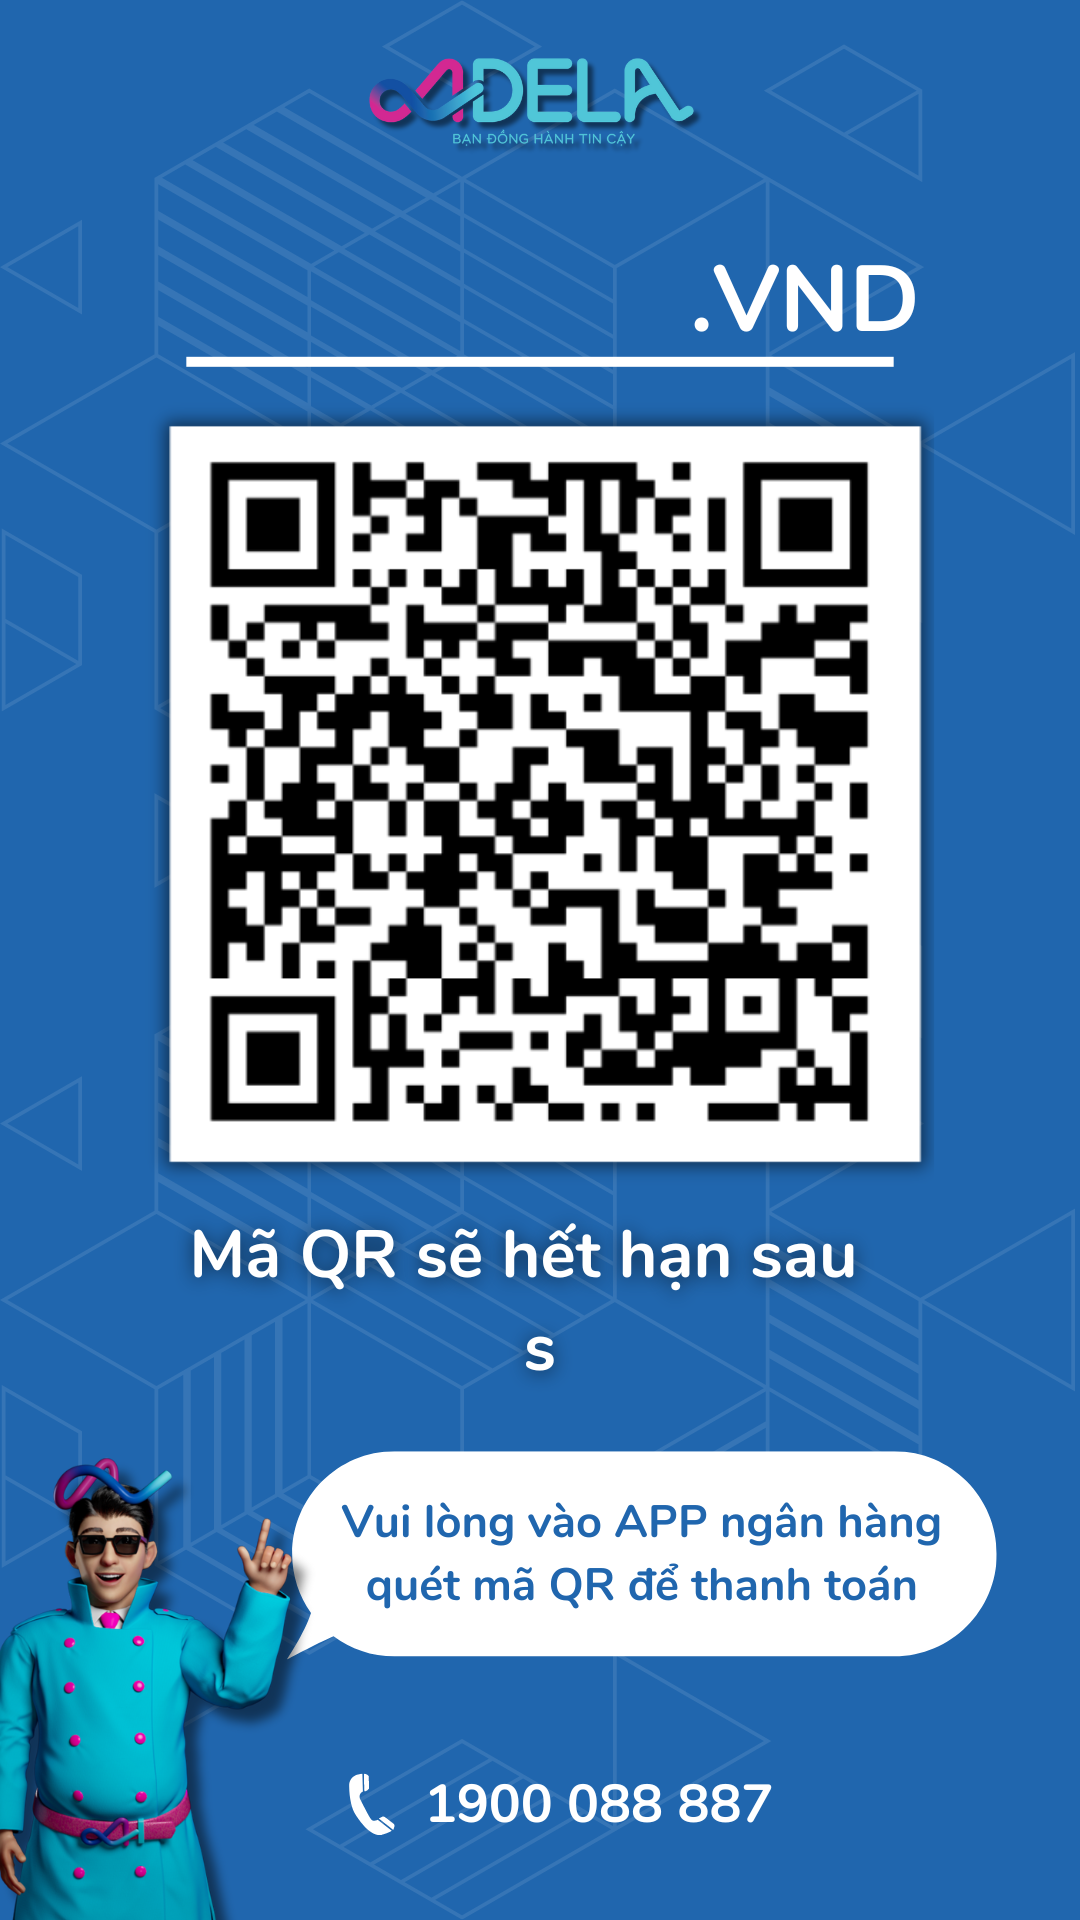 ADELA
BẠN ĐỒNG HÀNH TIN CẬY
.VND
Mã QR sẽ hết hạn sau
s
Vui lòng vào APP ngân hàng
quét mã QR để thanh toán
1900 088 887